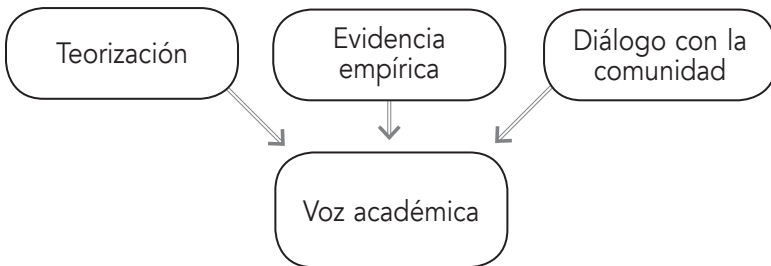 Teorización
Evidencia
empírica
Diálogo con la
comunidad
Voz académica